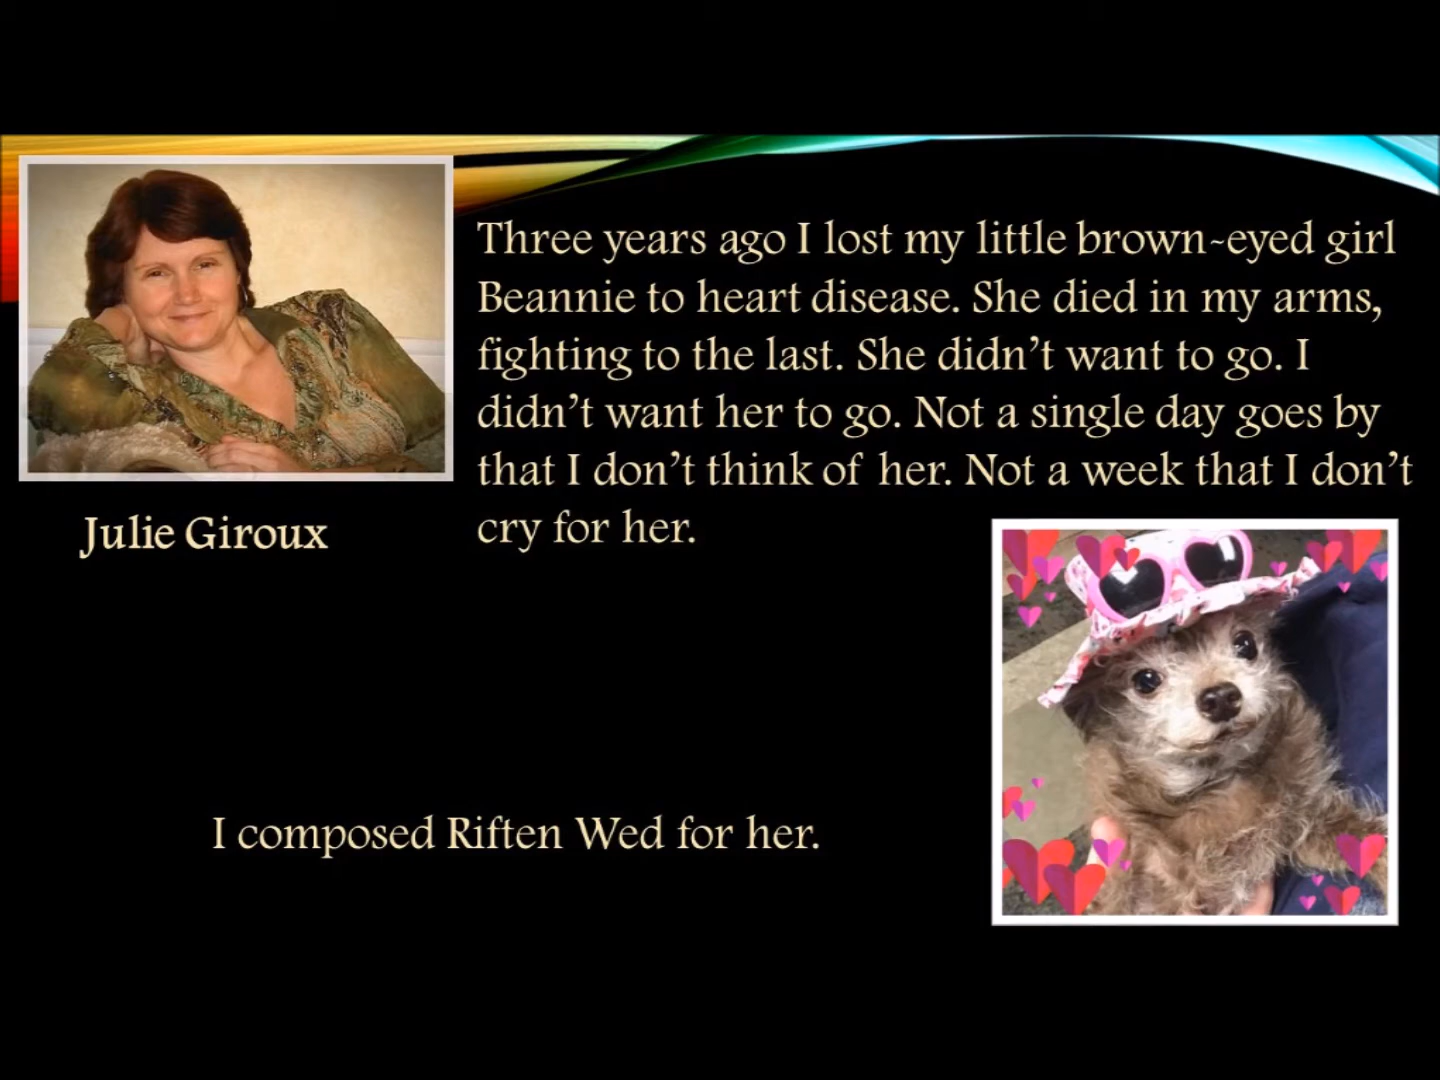 Three years ago I lost my little brown-eyed girl
Beannie to heart disease. She died in my arms,
fighting to the last. She didn’t want to go. I
didn’t want her to go. Not a single day goes by
that I don’t think of her. Not a week that I don’t
cry for her.
Julie Giroux
I composed Riften Wed for her.